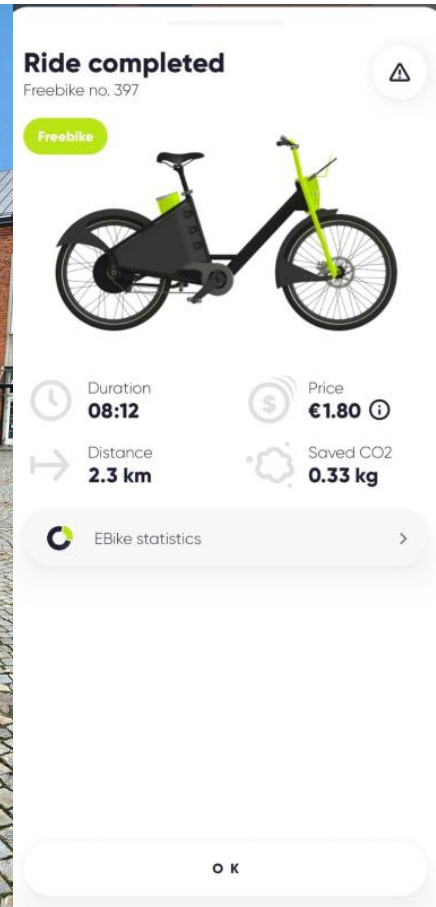 Ride completed
Freebike no. 397
Freebike
Duration
08:12
Price
€1.80
Distance
2.3 km
Saved CO2
0.33 kg
EBike statistics
OK